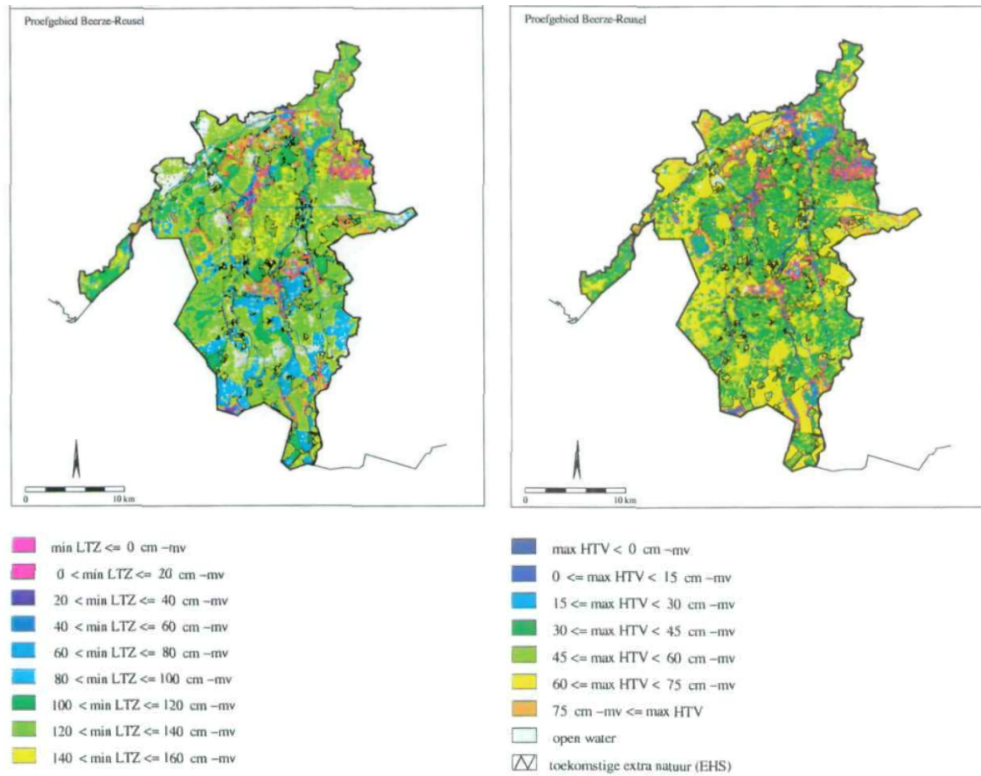 Proefgebied Beerze-Reusel
0
10 km
min LTZ <= 0 cm –mv
0 < min LTZ <= 20 cm –mv
20 < min LTZ <= 40 cm –mv
40 < min LTZ <= 60 cm –mv
60 < min LTZ <= 80 cm –mv
80 < min LTZ <= 100 cm –mv
100 < min LTZ <= 120 cm –mv
120 < min LTZ <= 140 cm –mv
140 < min LTZ <= 160 cm –mv
Proefgebied Beerze-Reusel
0
10 km
max HTV < 0 cm –mv
0 <= max HTV < 15 cm –mv
15 <= max HTV < 30 cm –mv
30 <= max HTV < 45 cm –mv
45 <= max HTV < 60 cm –mv
60 <= max HTV < 75 cm –mv
75 cm –mv <= max HTV
open water
toekomstige extra natuur (EHS)